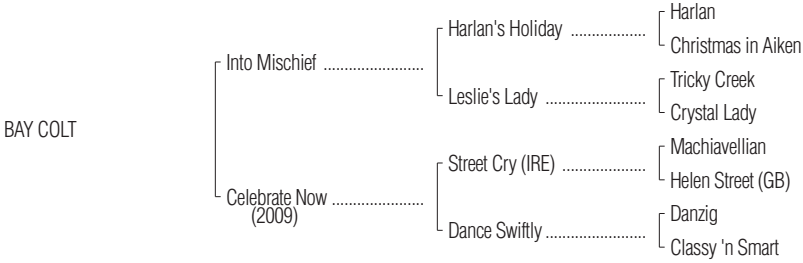 Harlan
Harlan's Holiday ..................
Christmas in Aiken
Into Mischief ........................
Tricky Creek
Leslie's Lady ........................
Crystal Lady
BAY COLT
Machiavellian
Street Cry (IRE) ....................
Helen Street (GB)
Celebrate Now ......................
(2009)
Danzig
Dance Swiftly ........................
Classy 'n Smart